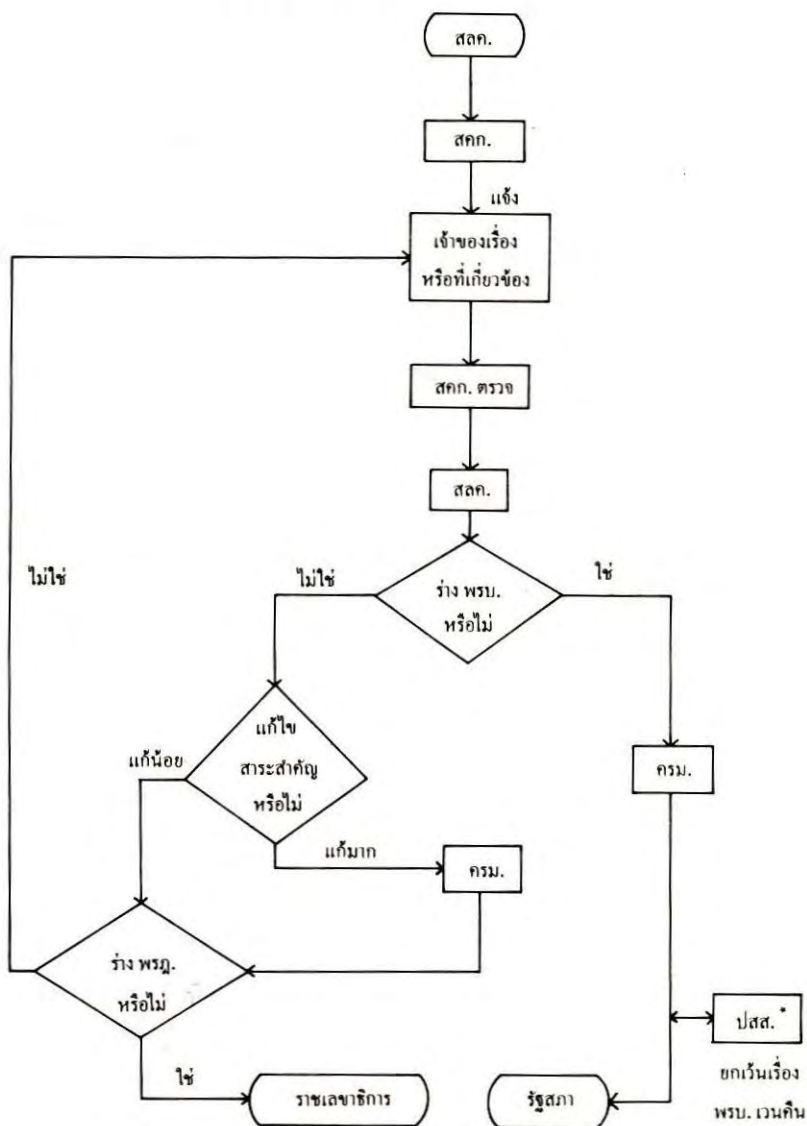 สลค.
สคก.
แจ้ง
เจ้าของเรื่อง
หรือที่เกี่ยวข้อง
สคก. ตรวจ
สลค.
ไม่ใช่
ไม่ใช่
ใช่
ร่าง พรบ.
หรือไม่
แก้ไข
สาระสำคัญ
หรือไม่
แก้น้อย
ครม.
แก้มาก
ครม.
ร่าง พรฎ.
หรือไม่
ปสส. *
ใช่
ราชเลขาธิการ
รัฐสภา
ยกเว้นเรื่อง
พรบ. เวนคืน